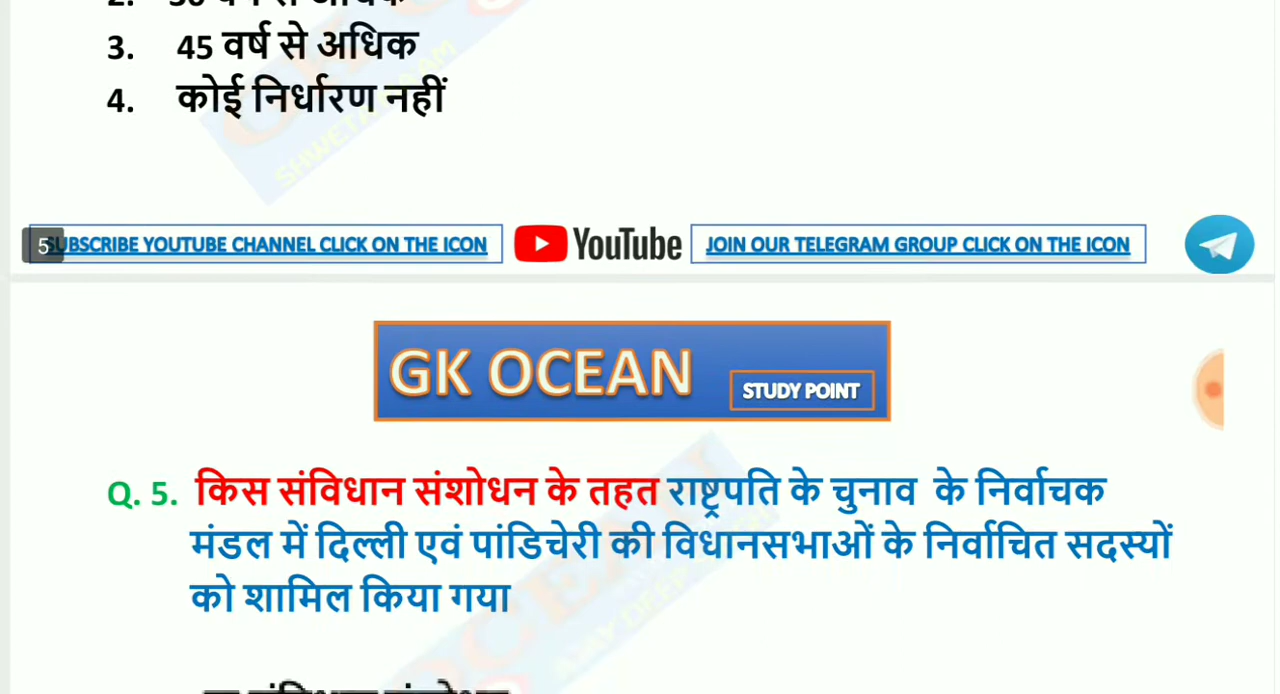 3. 45 वर्ष से अधिक
4. कोई निर्धारण नहीं
5
SUBSCRIBE YOUTUBE CHANNEL CLICK ON THE ICON
YouTube
JOIN OUR TELEGRAM GROUP CLICK ON THE ICON
GK OCEAN
STUDY POINT
Q. 5. किस संविधान संशोधन के तहत राष्ट्रपति के चुनाव के निर्वाचक
मंडल में दिल्ली एवं पांडिचेरी की विधानसभाओं के निर्वाचित सदस्यों
को शामिल किया गया